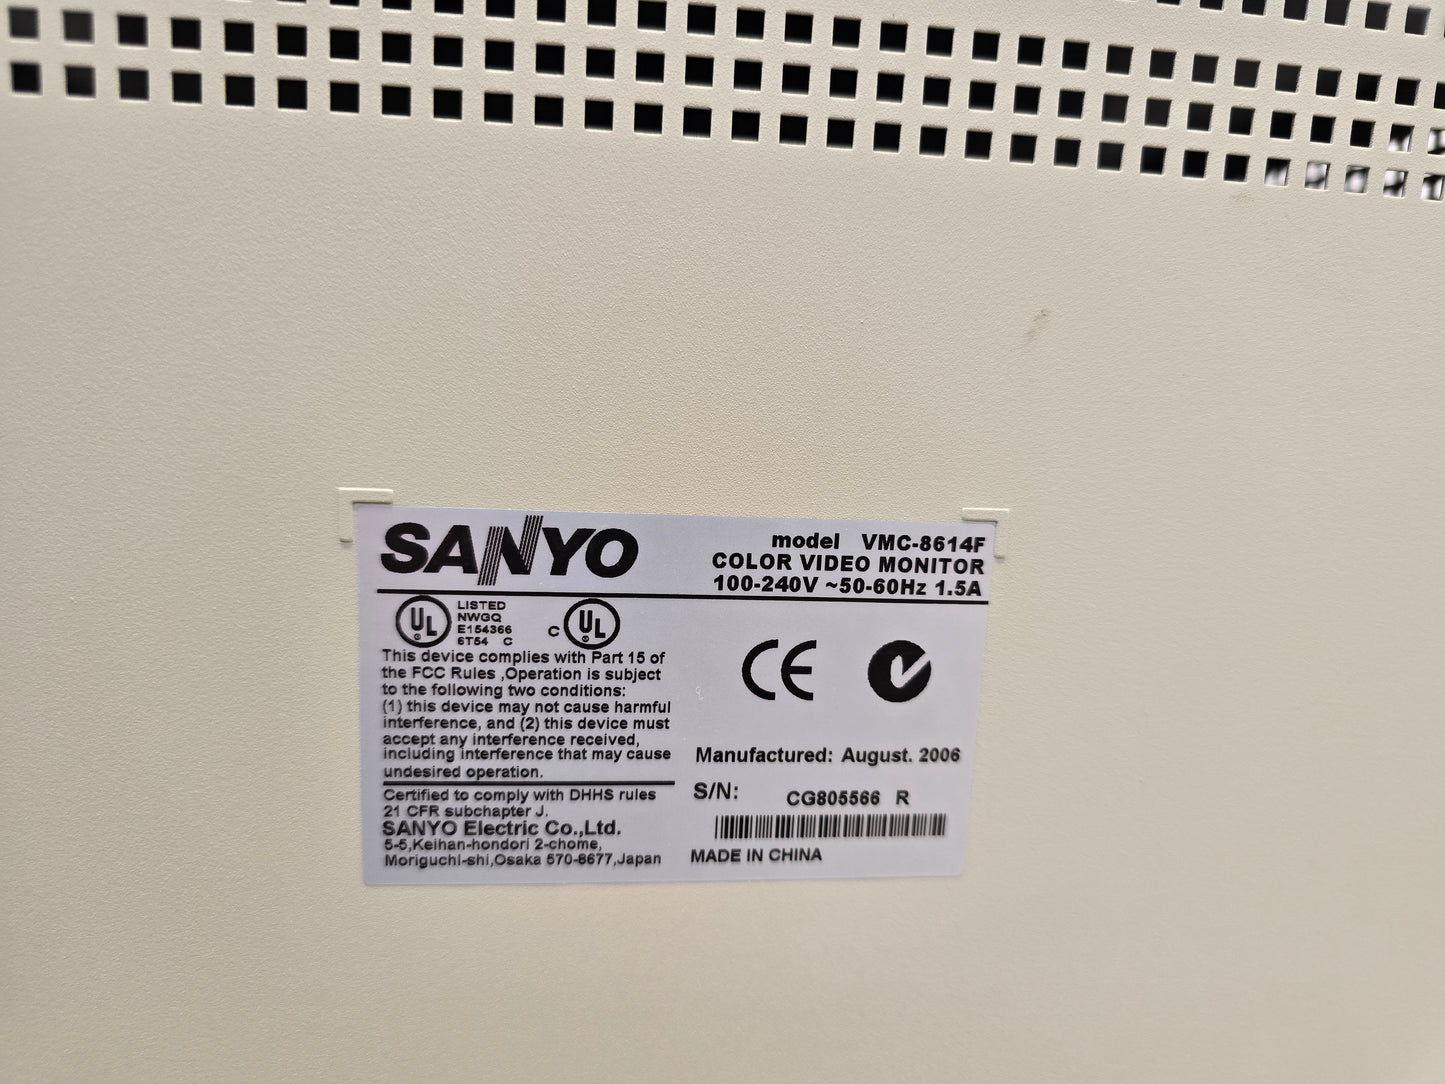 SANYO
model VMC-8614F
COLOR VIDEO MONITOR
100-240V ~50-60Hz 1.5A
UL
LISTED
NWGQ
E154366
6T54 C
C UL
This device complies with Part 15 of
the FCC Rules ,Operation is subject
to the following two conditions:
(1) this device may not cause harmful
interference, and (2) this device must
accept any interference received,
including interference that may cause
undesired operation.
Certified to comply with DHHS rules
21 CFR subchapter J.
SANYO Electric Co.,Ltd.
5-5,Keihan-hondori 2-chome,
Moriguchi-shi,Osaka 570-8677,Japan
CE
Manufactured: August. 2006
S/N: CG805566 R
MADE IN CHINA